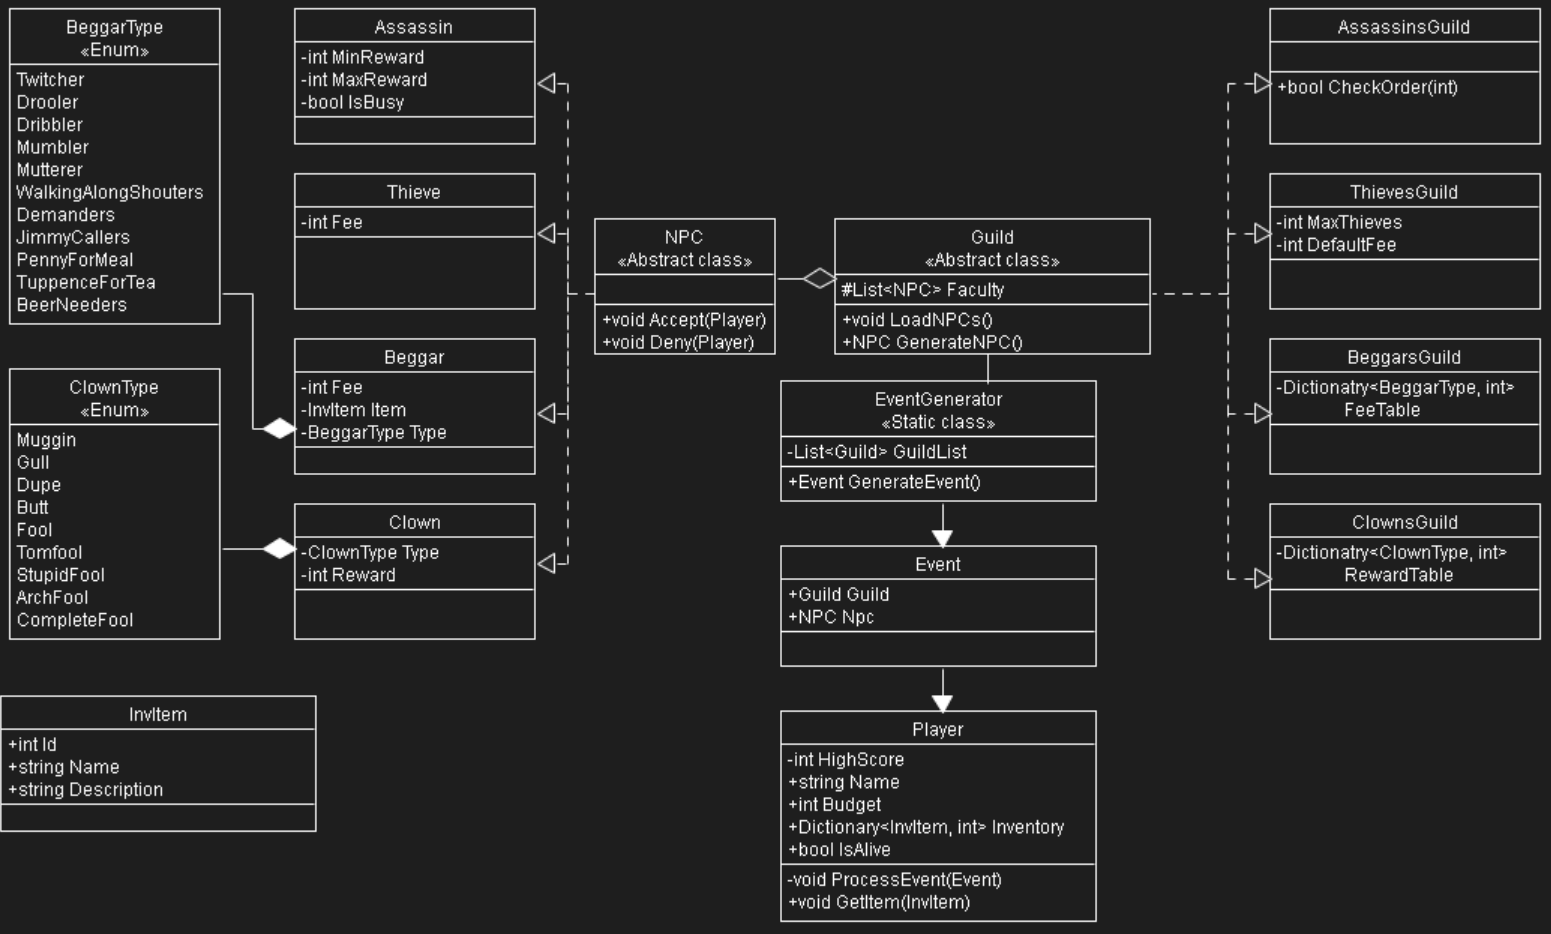 BeggarType
«Enum»
Twitcher
Drooler
Dribbler
Mumbler
Mutterer
WalkingAlongShouters
Demanders
JimmyCallers
PennyForMeal
TuppenceForTea
BeerNeeders
ClownType
«Enum»
Muggin
Gull
Dupe
Butt
Fool
Tomfool
StupidFool
ArchFool
CompleteFool
InvItem
+int Id
+string Name
+string Description
Assassin
-int MinReward
-int MaxReward
-bool IsBusy
Thieve
-int Fee
Beggar
-int Fee
-InvItem Item
-BeggarType Type
Clown
-ClownType Type
-int Reward
NPC
«Abstract class»
+void Accept(Player)
+void Deny(Player)
Guild
«Abstract class»
#List<NPC> Faculty
+void LoadNPCs()
+NPC GenerateNPC()
EventGenerator
«Static class»
-List<Guild> GuildList
+Event GenerateEvent()
Event
+Guild Guild
+NPC Npc
Player
-int HighScore
+string Name
+int Budget
+Dictionary<InvItem, int> Inventory
+bool IsAlive
-void ProcessEvent(Event)
+void GetItem(InvItem)
AssassinsGuild
+bool CheckOrder(int)
ThievesGuild
-int MaxThieves
-int DefaultFee
BeggarsGuild
-Dictionatry<BeggarType, int>
FeeTable
ClownsGuild
-Dictionatry<ClownType, int>
RewardTable